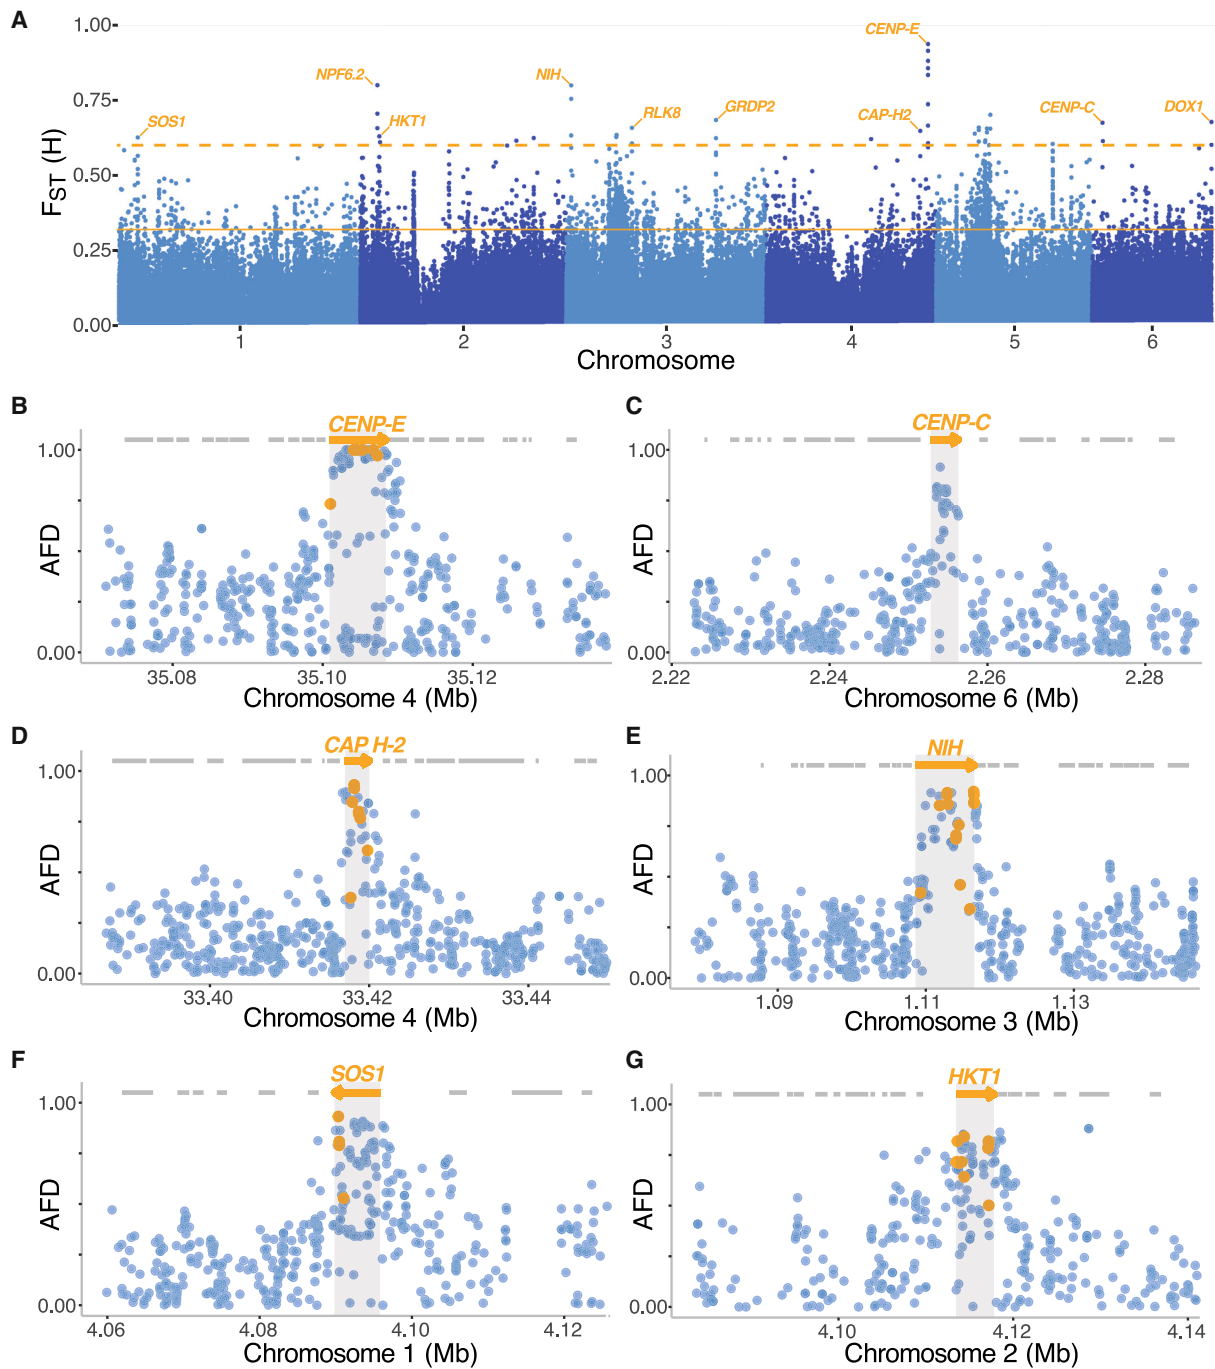 A
1.00
0.75
0.50
0.25
0.00
FST (H)
SOS1
NPF6.2
HKT1
NIH
RLK8
GRDP2
CENP-E
CAP-H2
CENP-C
DOX1
1 2 3 4 5 6
Chromosome
B
CENP-E
1.00
0.00
AFD
35.08 35.10 35.12
Chromosome 4 (Mb)
C
CENP-C
1.00
0.00
AFD
2.22 2.24 2.26 2.28
Chromosome 6 (Mb)
D
CAP H-2
1.00
0.00
AFD
33.40 33.42 33.44
Chromosome 4 (Mb)
E
NIH
1.00
0.00
AFD
1.09 1.11 1.13
Chromosome 3 (Mb)
F
SOS1
1.00
0.00
AFD
4.06 4.08 4.10 4.12
Chromosome 1 (Mb)
G
HKT1
1.00
0.00
AFD
4.10 4.12 4.14
Chromosome 2 (Mb)